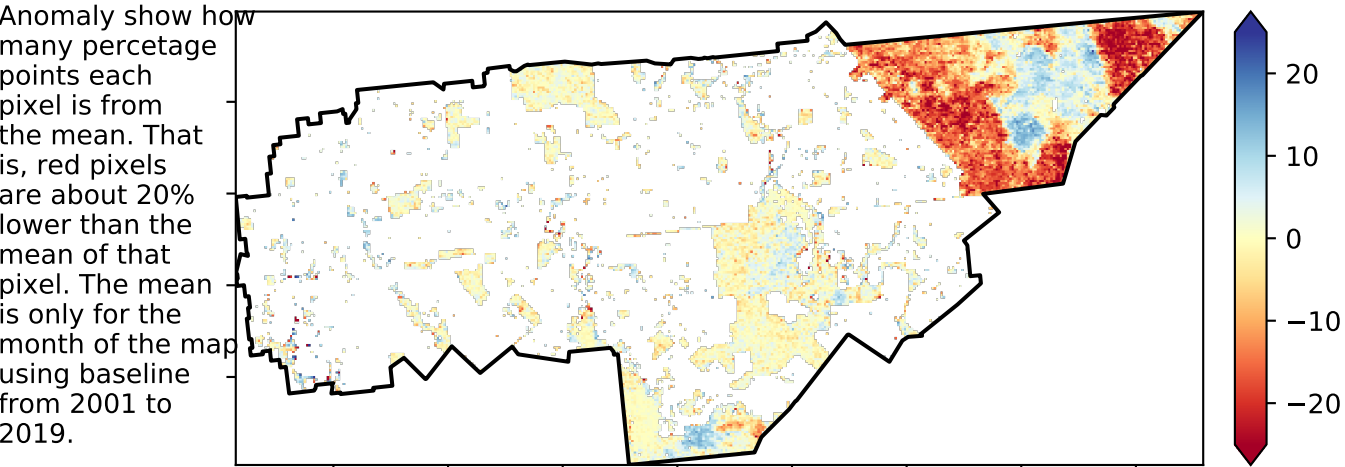 Anomaly show how
many percetage
points each
pixel is from
the mean. That
is, red pixels
are about 20%
lower than the
mean of that
pixel. The mean
is only for the
month of the map
using baseline
from 2001 to
2019.
20
10
0
−10
−20